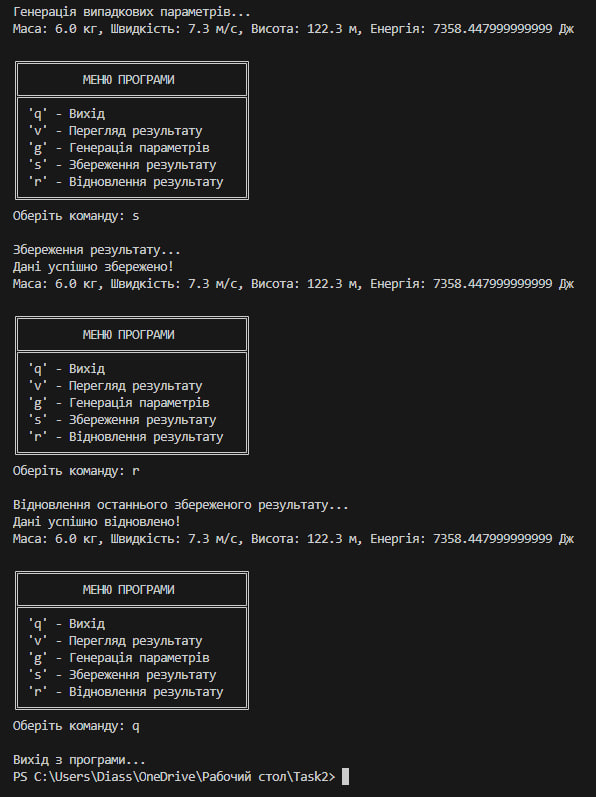 Генерація випадкових параметрів...
Маса: 6.0 кг, Швидкість: 7.3 м/с, Висота: 122.3 м, Енергія: 7358.447999999999 Дж
МЕНЮ ПРОГРАМИ
'q' - Вихід
'v' - Перегляд результату
'g' - Генерація параметрів
's' - Збереження результату
'r' - Відновлення результату
Оберіть команду: s
Збереження результату...
Дані успішно збережено!
Маса: 6.0 кг, Швидкість: 7.3 м/с, Висота: 122.3 м, Енергія: 7358.447999999999 Дж
МЕНЮ ПРОГРАМИ
'q' - Вихід
'v' - Перегляд результату
'g' - Генерація параметрів
's' - Збереження результату
'r' - Відновлення результату
Оберіть команду: r
Відновлення останнього збереженого результату...
Дані успішно відновлено!
Маса: 6.0 кг, Швидкість: 7.3 м/с, Висота: 122.3 м, Енергія: 7358.447999999999 Дж
МЕНЮ ПРОГРАМИ
'q' - Вихід
'v' - Перегляд результату
'g' - Генерація параметрів
's' - Збереження результату
'r' - Відновлення результату
Оберіть команду: q
Вихід з програми...
PS C:\Users\Diass\OneDrive\Рабочий стол\Task2>